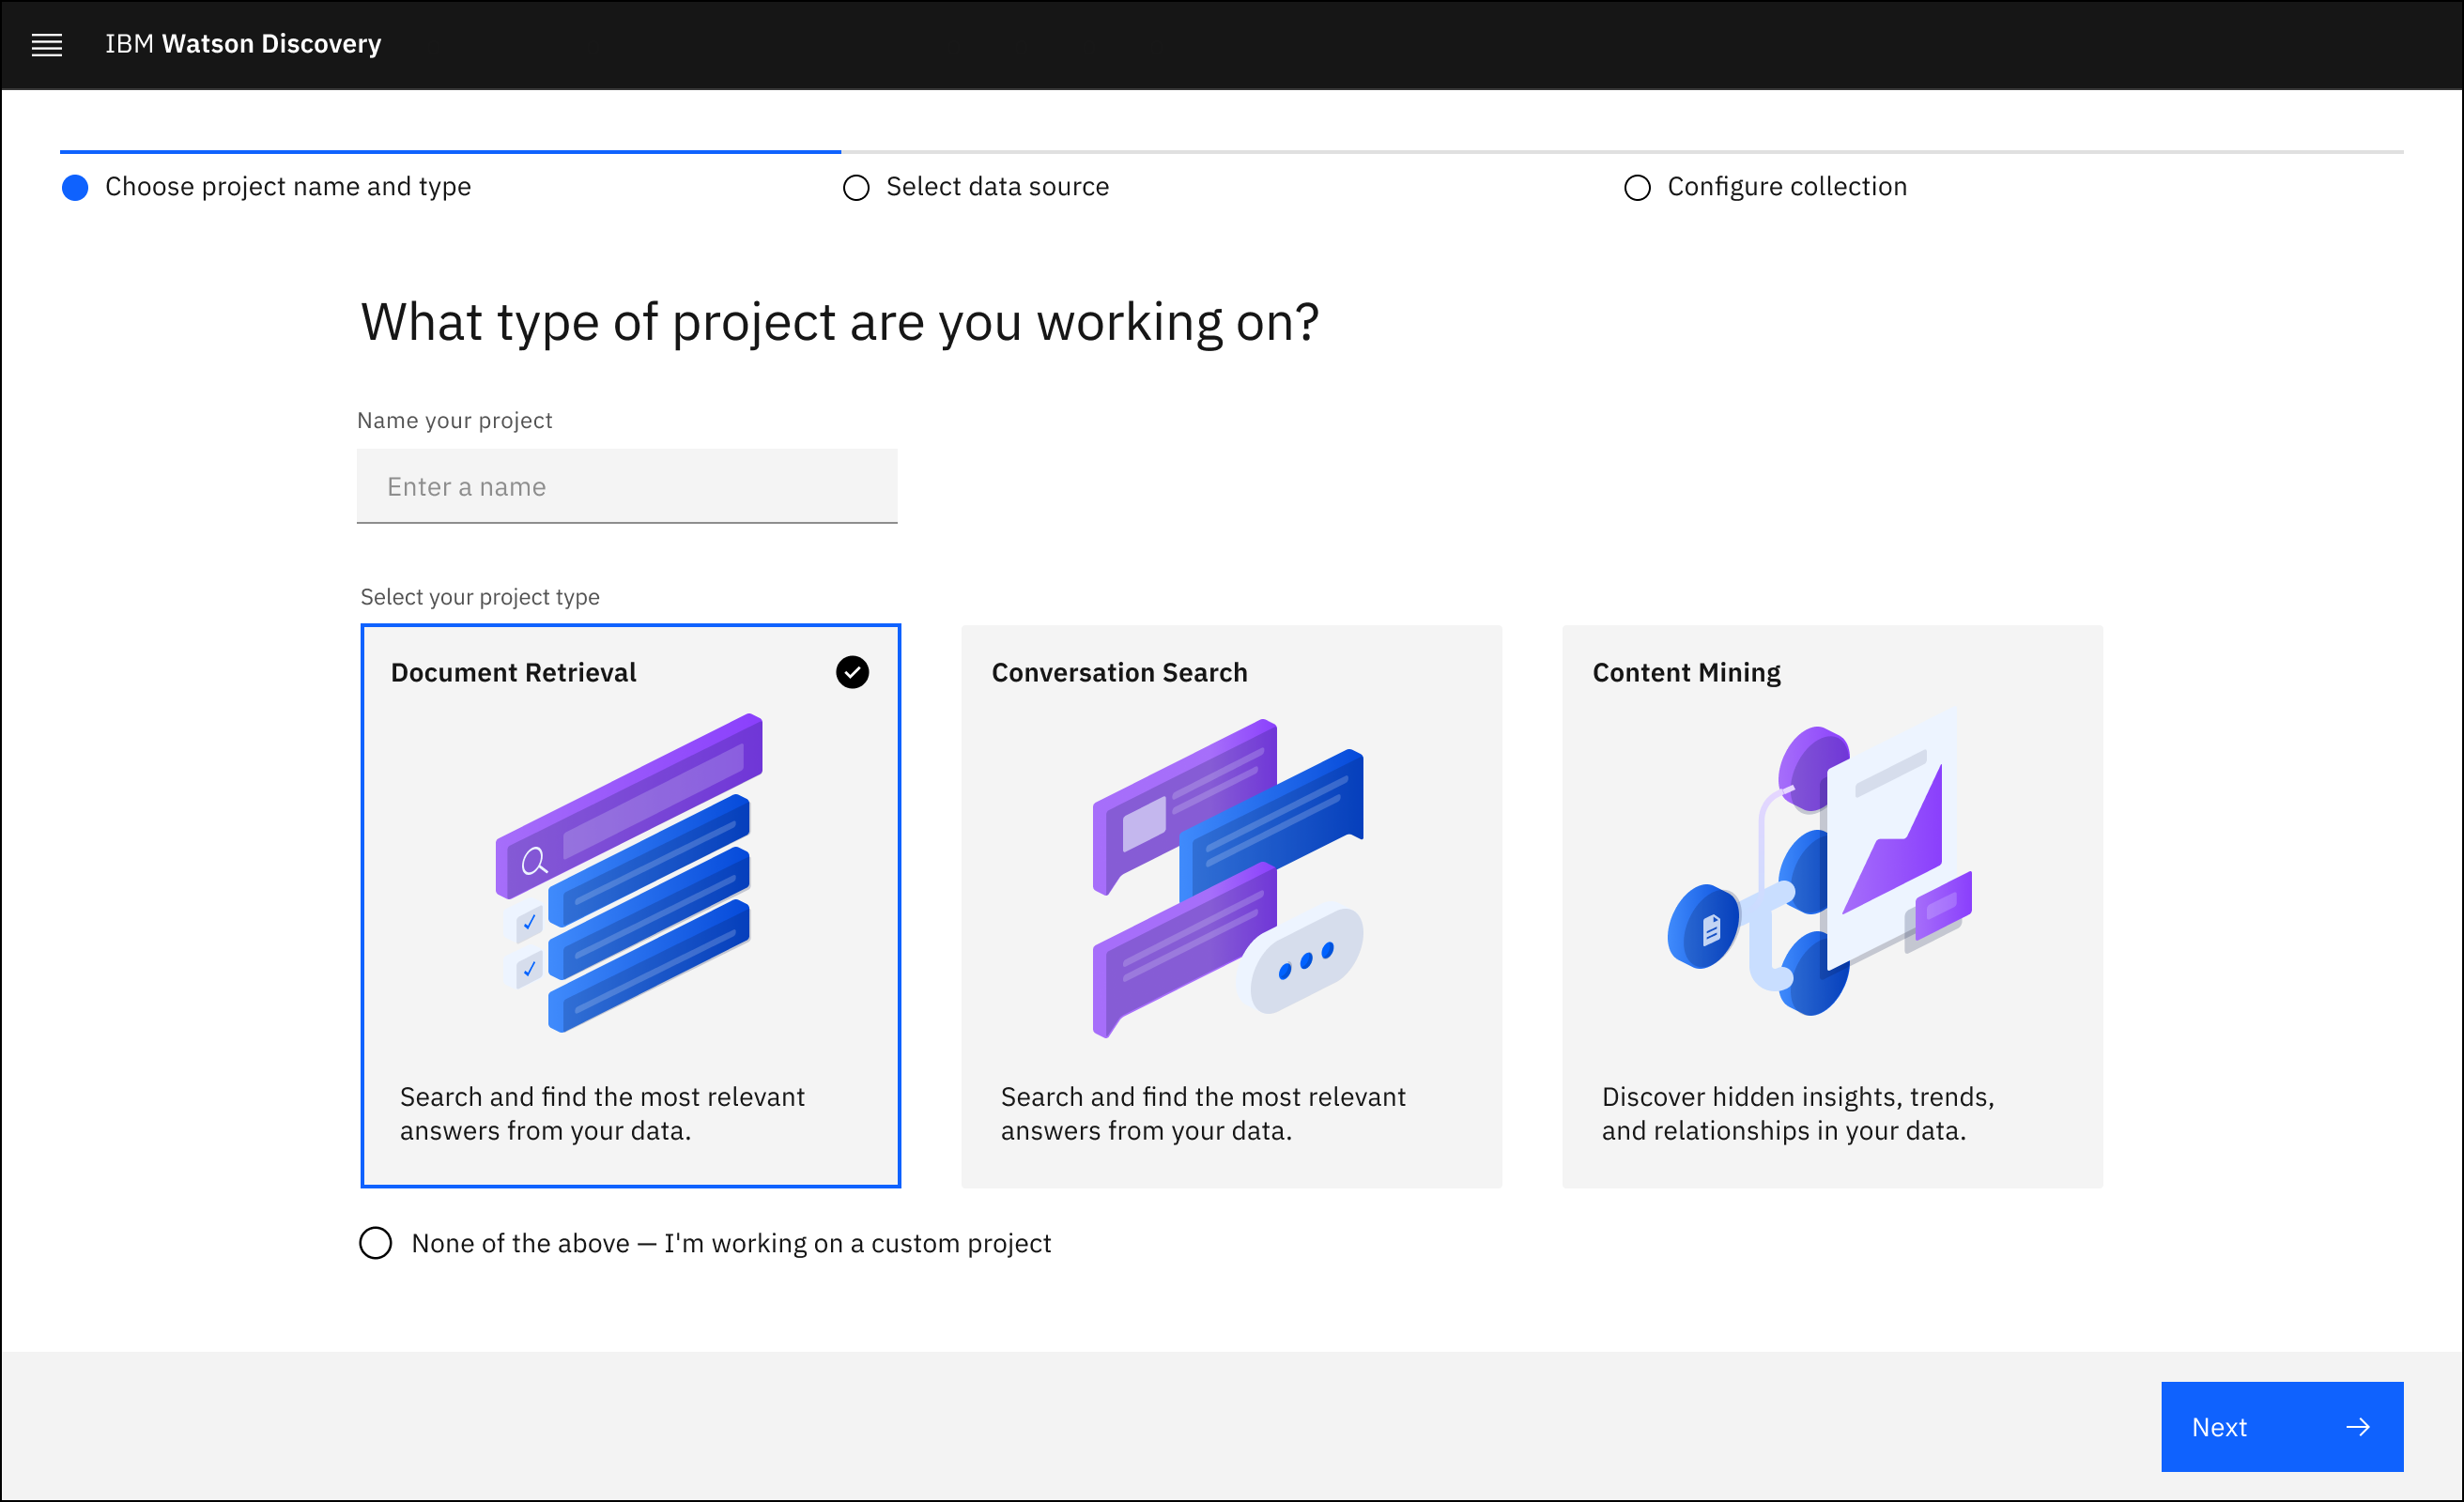 IBM Watson Discovery
Choose project name and type
Select data source
Configure collection
What type of project are you working on?
Name your project
Enter a name
Select your project type
Document Retrieval
Search and find the most relevant
answers from your data.
Conversation Search
Search and find the most relevant
answers from your data.
Content Mining
Discover hidden insights, trends,
and relationships in your data.
None of the above — I'm working on a custom project
Next